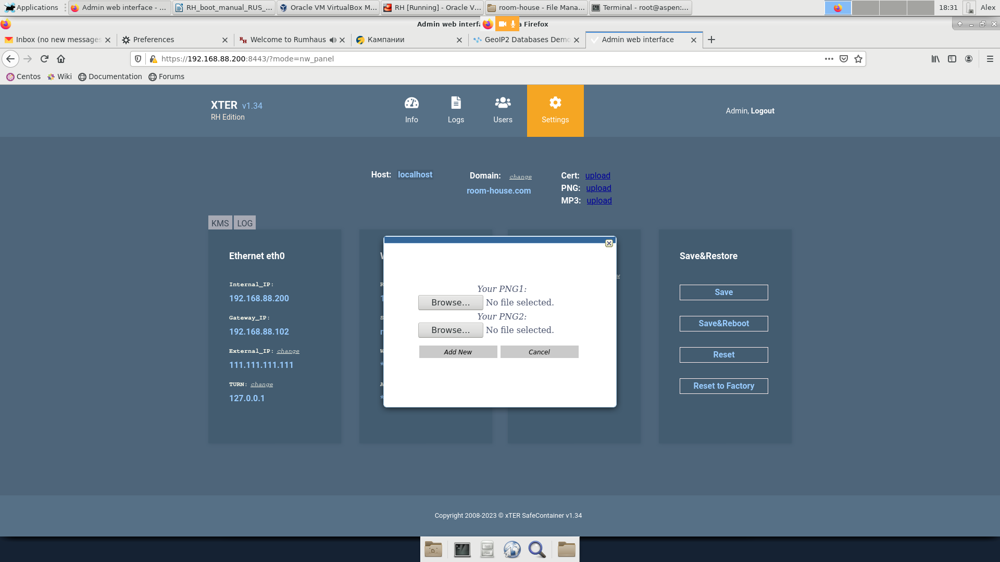 Applications
Admin web interface - ...
RH_boot_manual_RUS_...
Oracle VM VirtualBox M...
RH [Running] - Oracle V...
room-house - File Mana...
Terminal - root@aspen:...
18:31
Alex
Admin web interfa
a Firefox
Inbox (no new messages
Preferences
Welcome to Rumhaus
Кампании
GeoIP2 Databases Demo
Admin web interface
https://192.168.88.200:8443/?mode=nw_panel
Centos
Wiki
Documentation
Forums
XTER v1.34
RH Edition
Info
Logs
Users
Settings
Admin, Logout
Host: localhost
Domain: change
room-house.com
Cert: upload
PNG: upload
MP3: upload
KMS
LOG
Ethernet eth0
Internal_IP:
192.168.88.200
Gateway_IP:
192.168.88.102
External_IP: change
111.111.111.111
TURN: change
127.0.0.1
Your PNG1:
Browse... No file selected.
Your PNG2:
Browse... No file selected.
Add New
Cancel
Save&Restore
Save
Save&Reboot
Reset
Reset to Factory
Copyright 2008-2023 © xTER SafeContainer v1.34